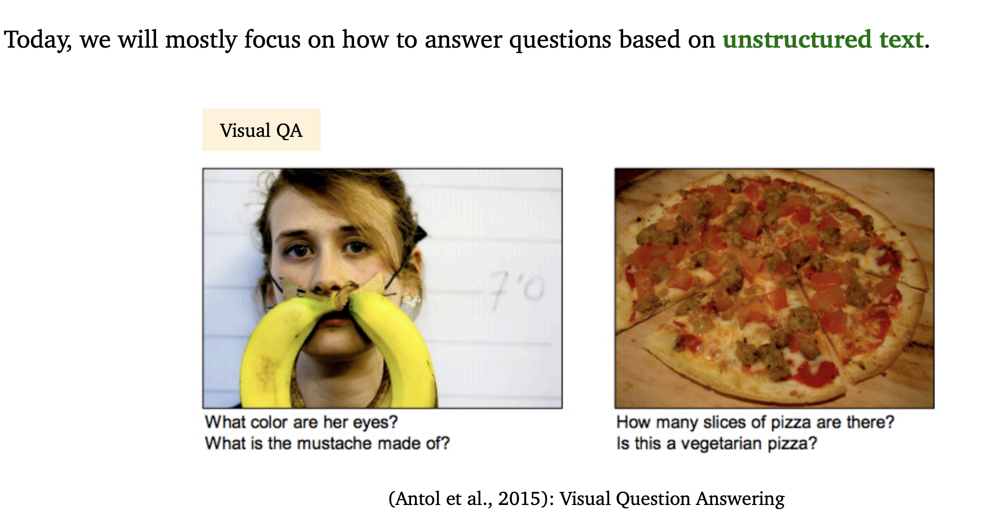 Today, we will mostly focus on how to answer questions based on unstructured text.
Visual QA
7'0
What color are her eyes?
What is the mustache made of?
How many slices of pizza are there?
Is this a vegetarian pizza?
(Antol et al., 2015): Visual Question Answering